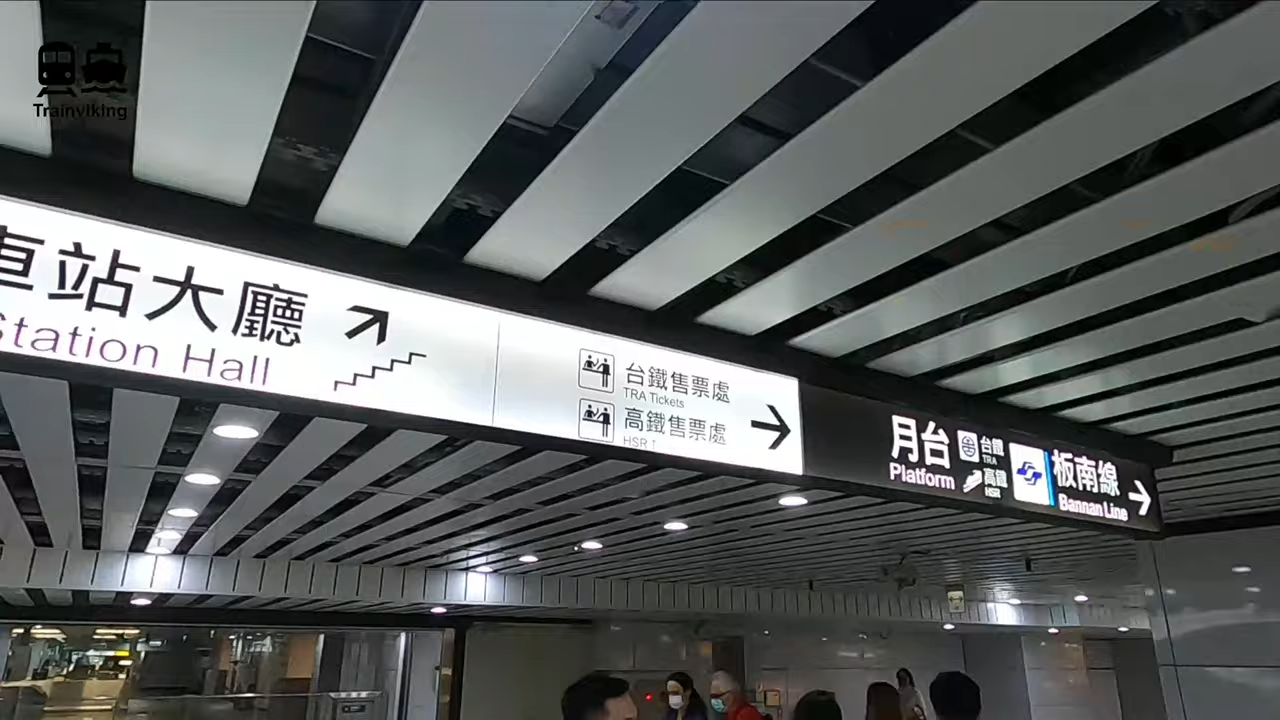 Trainviking
車站大廳
Station Hall
台鐵售票處
TRA Tickets
高鐵售票處
HSR
月台
Platform
台鐵
TRA
高鐵
HSR
板南線
Bannan Line